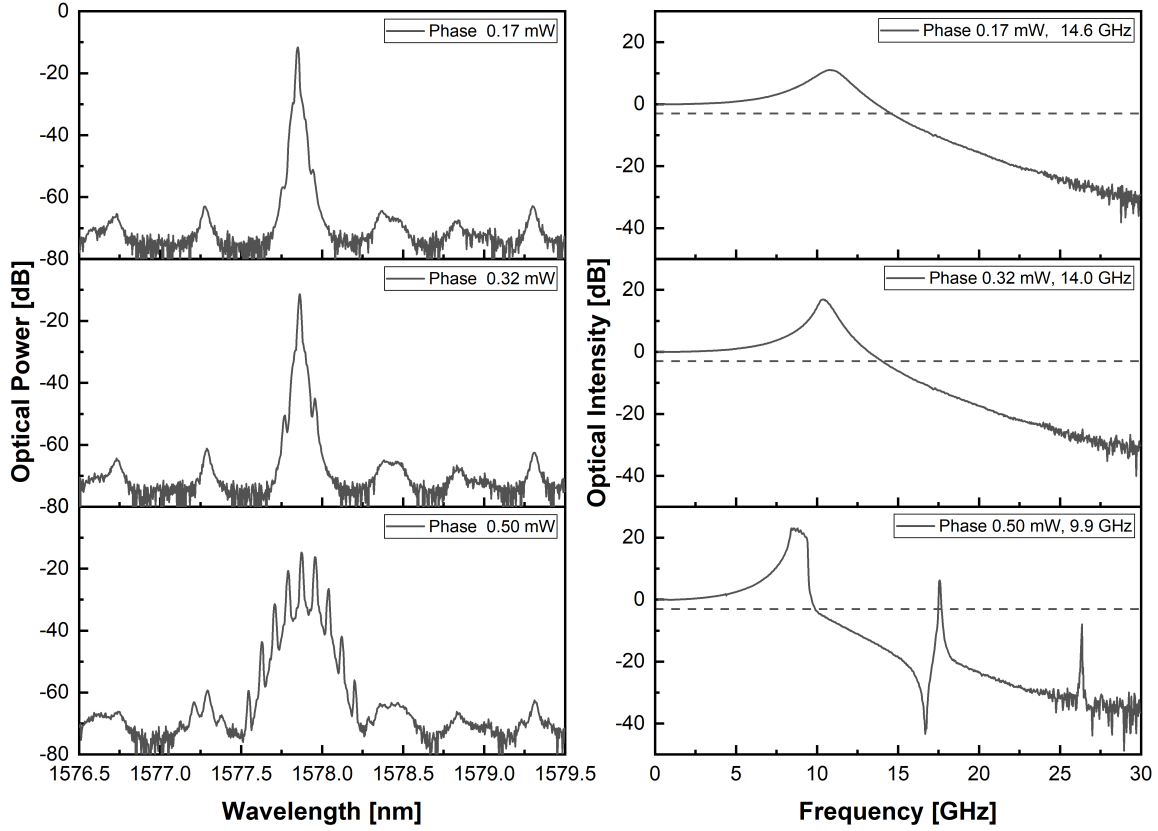 0
-20
-40
-60
-80
Phase 0.17 mW
-20
-40
-60
-80
Phase 0.32 mW
-20
-40
-60
-80
Phase 0.50 mW
1576.5 1577.0 1577.5 1578.0 1578.5 1579.0 1579.5
Wavelength [nm]
Optical Power [dB]
20
0
-20
-40
Phase 0.17 mW, 14.6 GHz
20
0
-20
-40
Phase 0.32 mW, 14.0 GHz
20
0
-20
-40
Phase 0.50 mW, 9.9 GHz
0 5 10 15 20 25 30
Frequency [GHz]
Optical Intensity [dB]